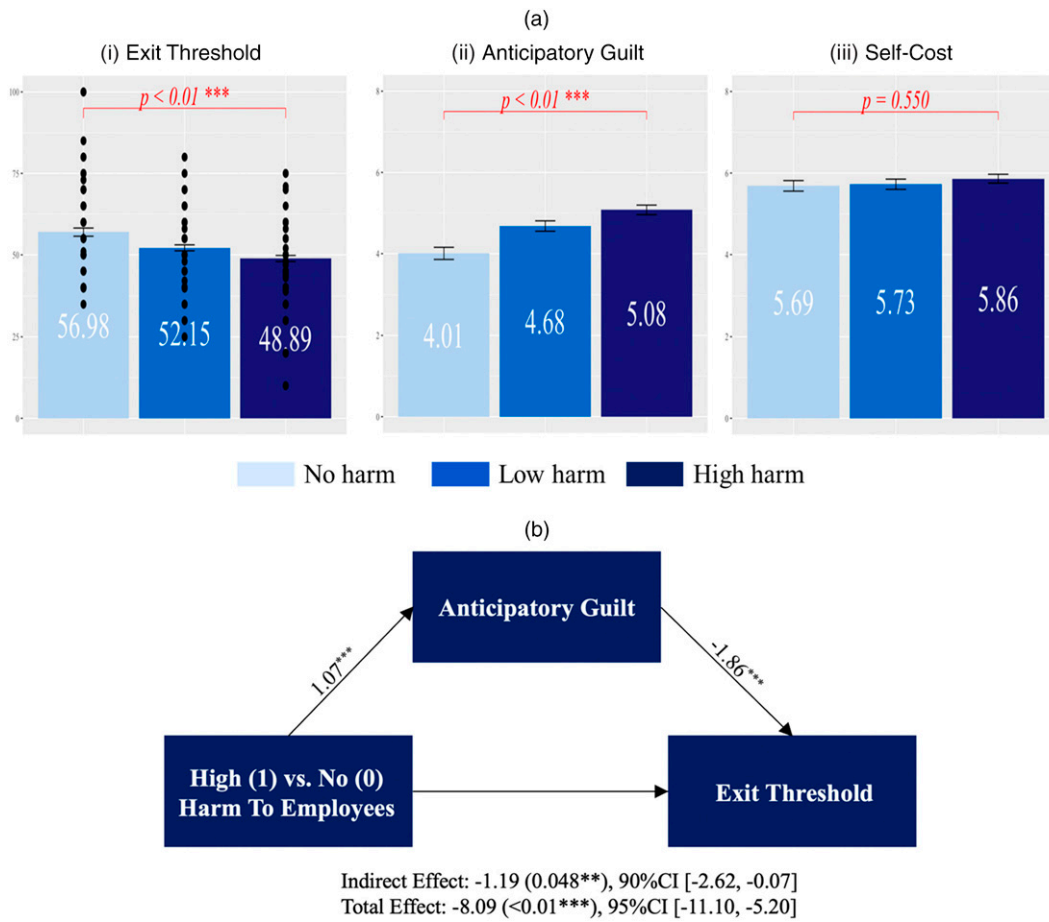 (a)
(i) Exit Threshold
(ii) Anticipatory Guilt
(iii) Self-Cost
100
75
50
25
0
p < 0.01 ***
56.98
52.15
48.89
8
6
4
2
0
p < 0.01 ***
4.01
4.68
5.08
8
6
4
2
0
p = 0.550
5.69
5.73
5.86
No harm
Low harm
High harm
(b)
Anticipatory Guilt
1.07***
-1.86***
High (1) vs. No (0)
Harm To Employees
Exit Threshold
Indirect Effect: -1.19 (0.048**), 90%CI [-2.62, -0.07]
Total Effect: -8.09 (<0.01***), 95%CI [-11.10, -5.20]